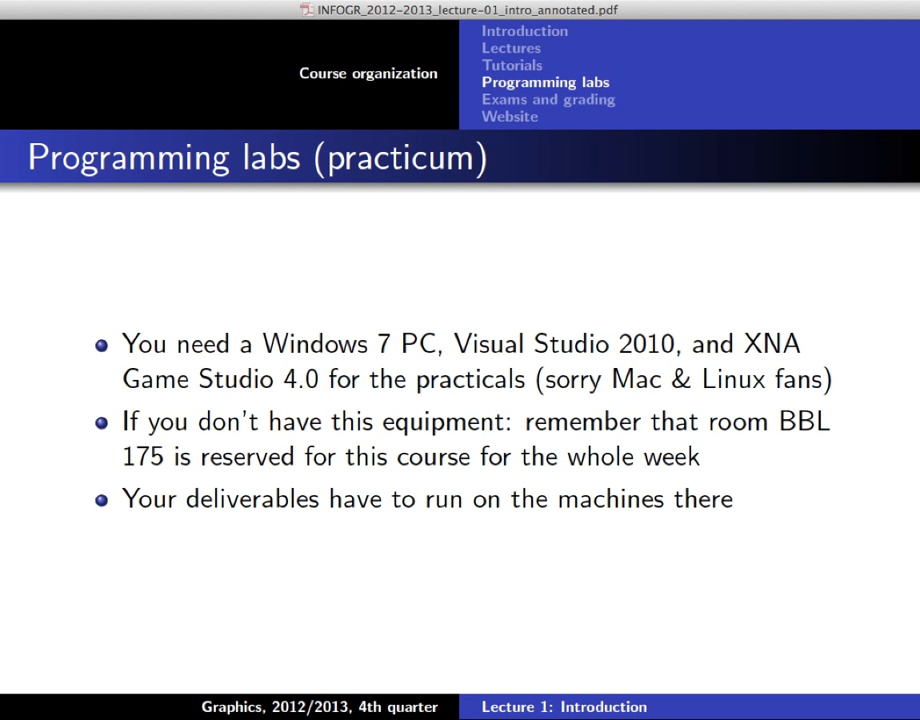 INFOGR_2012-2013_lecture-01_intro_annotated.pdf
Course organization
Introduction
Lectures
Tutorials
Programming labs
Exams and grading
Website
Programming labs (practicum)
You need a Windows 7 PC, Visual Studio 2010, and XNA
Game Studio 4.0 for the practicals (sorry Mac & Linux fans)
If you don't have this equipment: remember that room BBL
175 is reserved for this course for the whole week
Your deliverables have to run on the machines there
Graphics, 2012/2013, 4th quarter
Lecture 1: Introduction